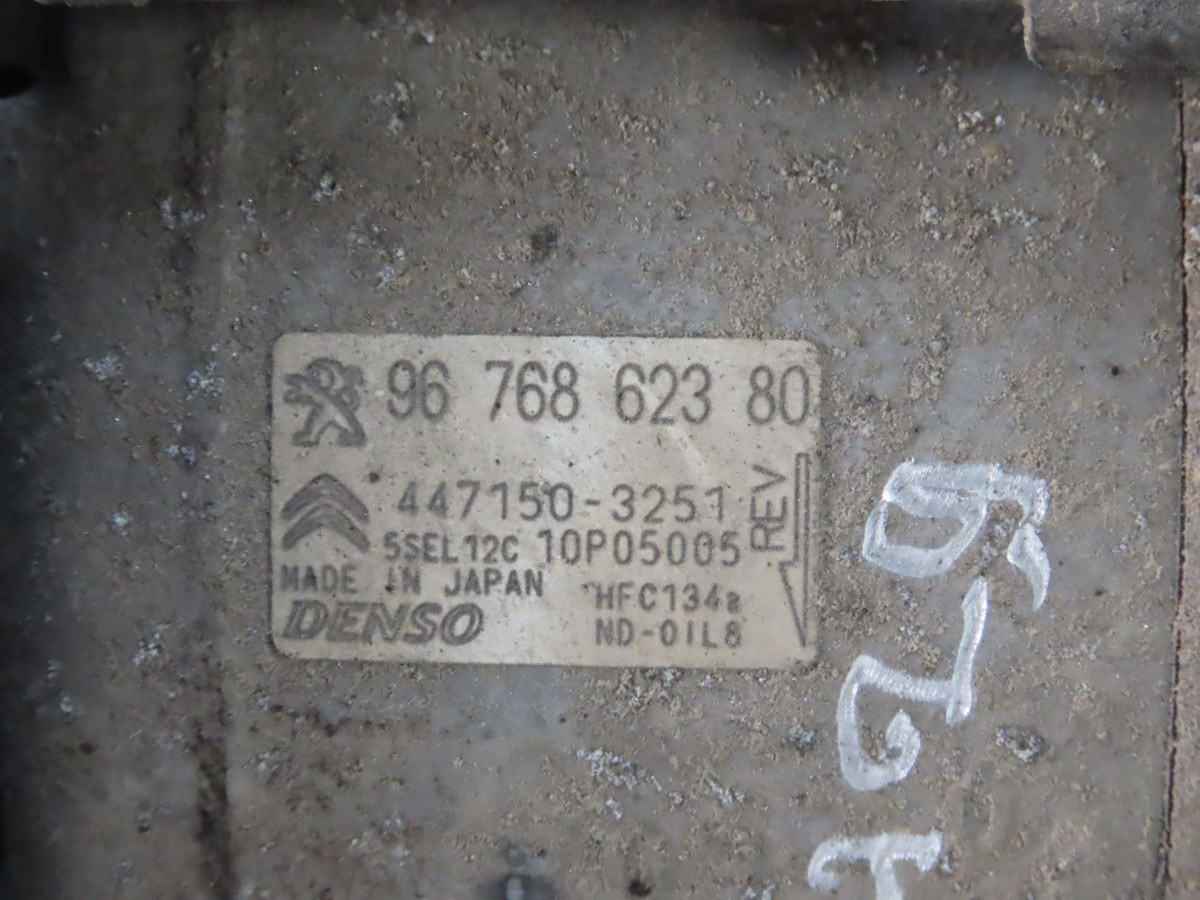 96 768 623 80
447150-3251
5SEL12C 10P05005
REV
MADE IN JAPAN HFC134a
DENSO ND-OIL8